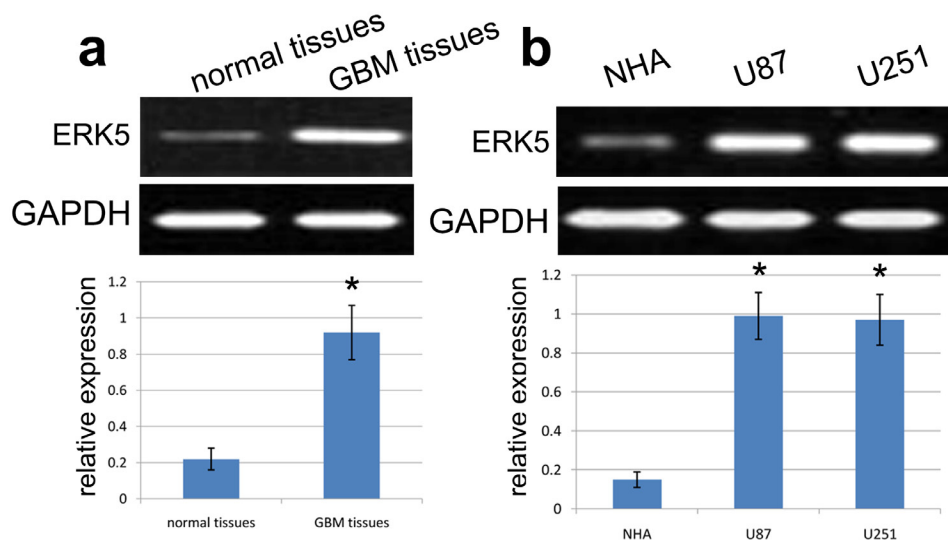 a
normal tissues
GBM tissues
ERK5
GAPDH
relative expression
1.2
1
0.8
0.6
0.4
0.2
0
*
normal tissues
GBM tissues
b
NHA
U87
U251
ERK5
GAPDH
relative expression
1.2
1
0.8
0.6
0.4
0.2
0
*
*
NHA
U87
U251